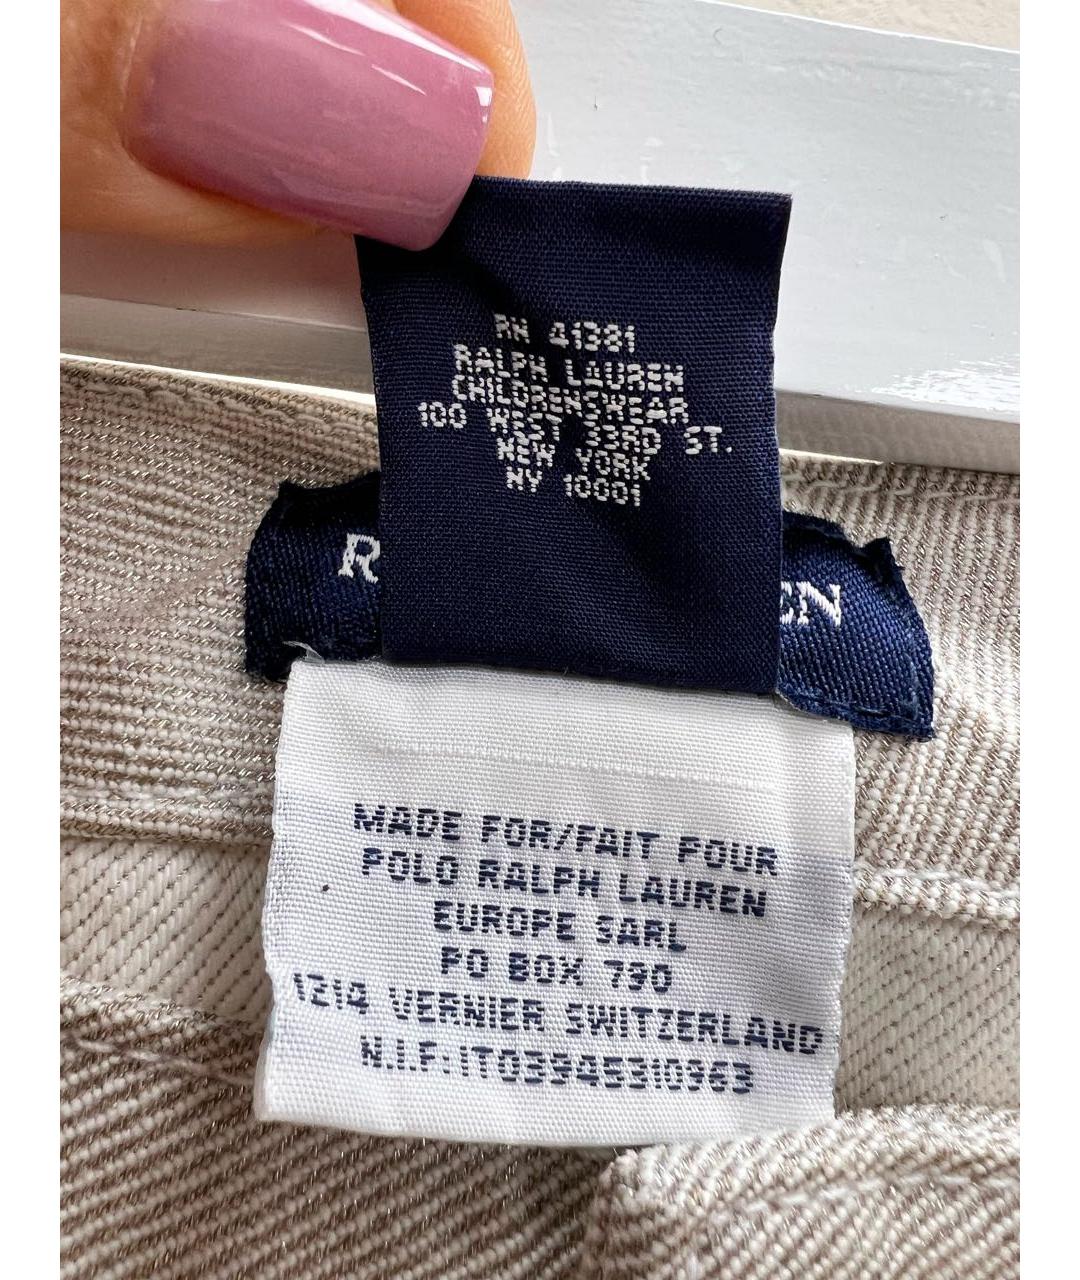 RN 41381
RALPH LAUREN
CHILDRENSWEAR
100 WEST 33RD ST.
NEW YORK
NY 10001
R EN
MADE FOR/FAIT POUR
POLO RALPH LAUREN
EUROPE SARL
PO BOX 790
1214 VERNIER SWITZERLAND
N.I.F:IT03945310963